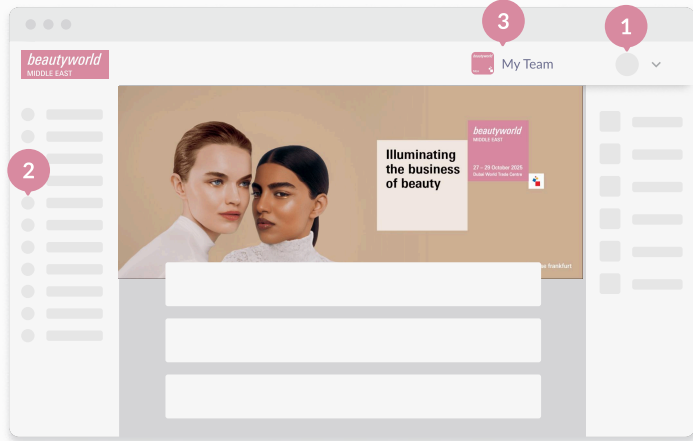 3
1
beautyworld
MIDDLE EAST
My Team
2
Illuminating
the business
of beauty
beautyworld
MIDDLE EAST
27 – 29 October 2025
Dubai World Trade Centre
frankfurt